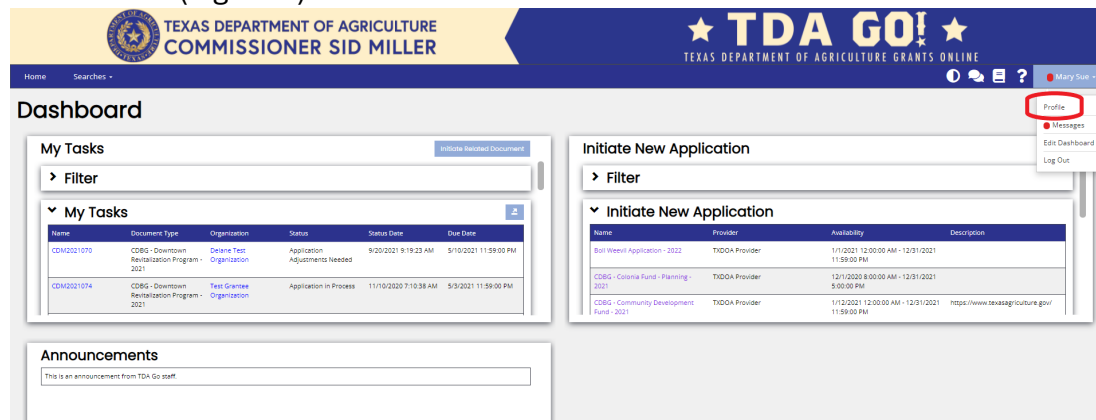 TEXAS DEPARTMENT OF AGRICULTURE
COMMISSIONER SID MILLER
TDA GO!
TEXAS DEPARTMENT OF AGRICULTURE GRANTS ONLINE
Home Searches
? Mary Sue
Profile
Messages
Edit Dashboard
Log Out
Dashboard
My Tasks
Initiate Related Document
Filter
My Tasks
Name Document Type Organization Status Status Date Due Date
CDM2021070 CDBG - Downtown Delane Test Application 9/20/2021 9:19:23 AM 5/10/2021 11:59:00 PM
Revitalization Program - Organization Adjustments Needed
2021
CDM2021074 CDBG - Downtown Test Grantee Application in Process 11/10/2020 7:10:38 AM 5/3/2021 11:59:00 PM
Revitalization Program - Organization
2021
Initiate New Application
Filter
Initiate New Application
Name Provider Availability Description
Boll Weevil Application - 2022 TXDOA Provider 1/1/2021 12:00:00 AM - 12/31/2021
11:59:00 PM
CDBG - Colonia Fund - Planning - TXDOA Provider 12/1/2020 8:00:00 AM - 12/31/2021
2021 5:00:00 PM
CDBG - Community Development TXDOA Provider 1/12/2021 12:00:00 AM - 12/31/2021 https://www.texasagriculture.gov/
Fund - 2021 11:59:00 PM
Announcements
This is an announcement from TDA Go staff.